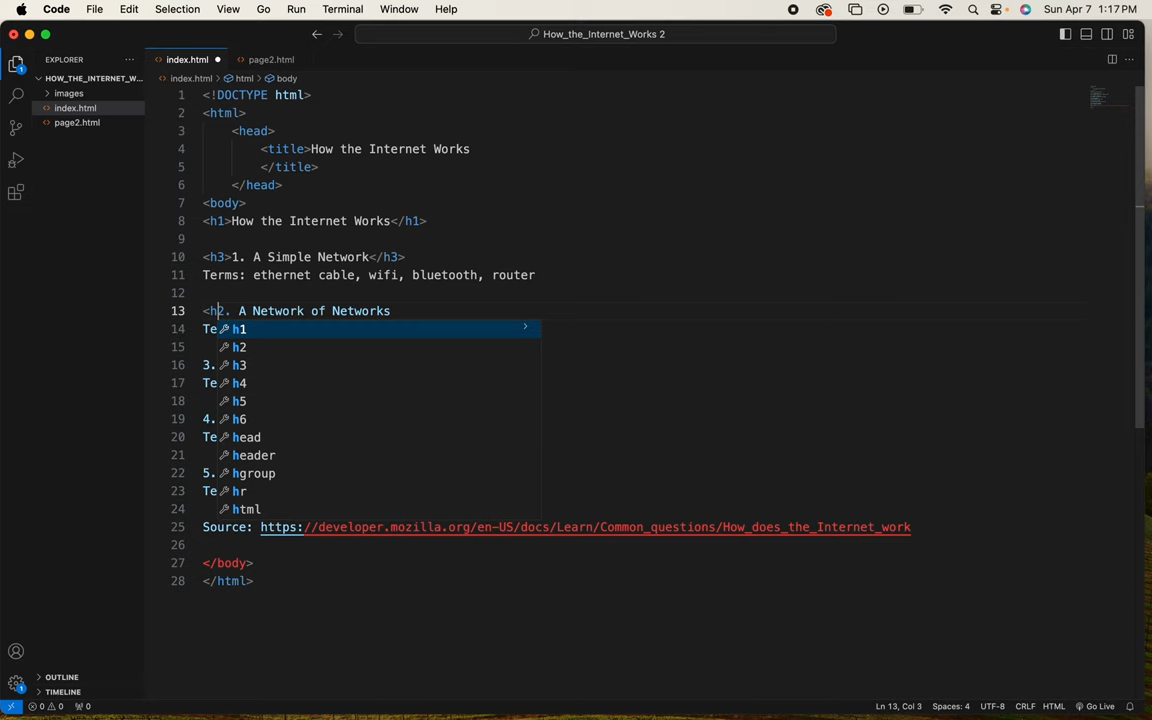 Code File Edit Selection View Go Run Terminal Window Help Sun Apr 7 1:17 PM
How_the_Internet_Works 2
EXPLORER ··· index.html page2.html
HOW_THE_INTERNET_W... index.html > html > body
images
index.html
page2.html
1 <!DOCTYPE html>
2 <html>
3 <head>
4 <title>How the Internet Works
5 </title>
6 </head>
7 <body>
8 <h1>How the Internet Works</h1>
9
10 <h3>1. A Simple Network</h3>
11 Terms: ethernet cable, wifi, bluetooth, router
12
13 <h2. A Network of Networks
14 Te h1
15 h2
16 3. h3
17 Te h4
18 h5
19 4. h6
20 Te head
21 header
22 5. hgroup
23 Te hr
24 html
25 Source: https://developer.mozilla.org/en-US/docs/Learn/Common_questions/How_does_the_Internet_work
26
27 </body>
28 </html>
1
OUTLINE
TIMELINE
1
0 0 0 Ln 13, Col 3 Spaces: 4 UTF-8 CRLF HTML Go Live